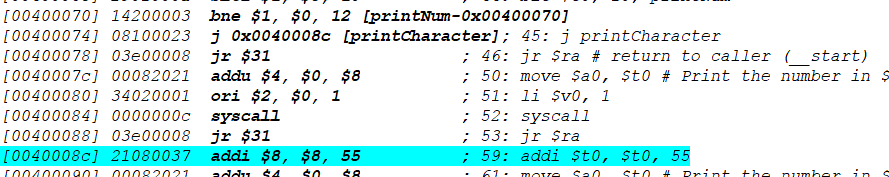 [00400070] 14200003 bne $1, $0, 12 [printNum-0x00400070]
[00400074] 08100023 j 0x0040008c [printCharacter]; 45: j printCharacter
[00400078] 03e00008 jr $31 ; 46: jr $ra # return to caller (__start)
[0040007c] 00082021 addu $4, $0, $8 ; 50: move $a0, $t0 # Print the number in $
[00400080] 34020001 ori $2, $0, 1 ; 51: li $v0, 1
[00400084] 0000000c syscall ; 52: syscall
[00400088] 03e00008 jr $31 ; 53: jr $ra
[0040008c] 21080037 addi $8, $8, 55 ; 59: addi $t0, $t0, 55
[00400090] 00082021 addu $4, $0, $8 ; 61: move $a0, $t0 # Print the number in $